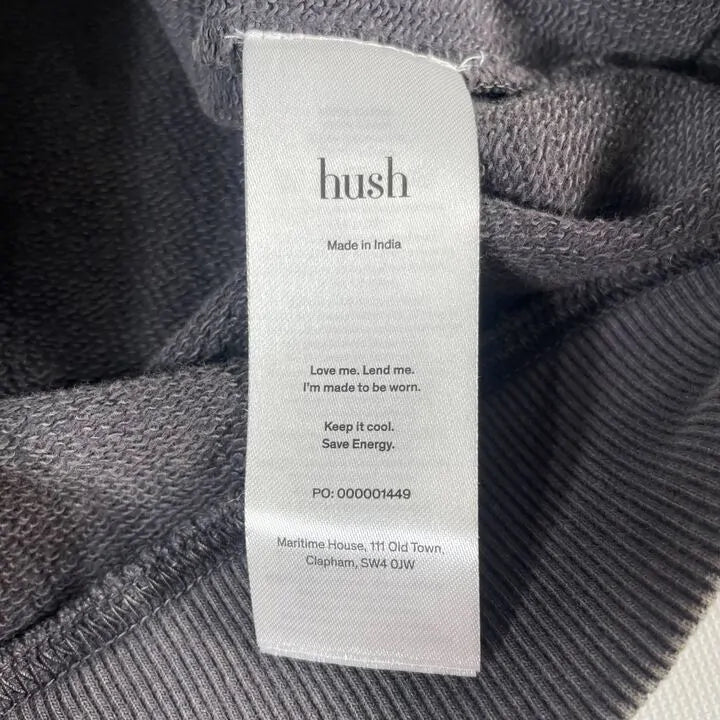 hush
Made in India
Love me. Lend me.
I'm made to be worn.
Keep it cool.
Save Energy.
PO: 000001449
Maritime House, 111 Old Town,
Clapham, SW4 0JW